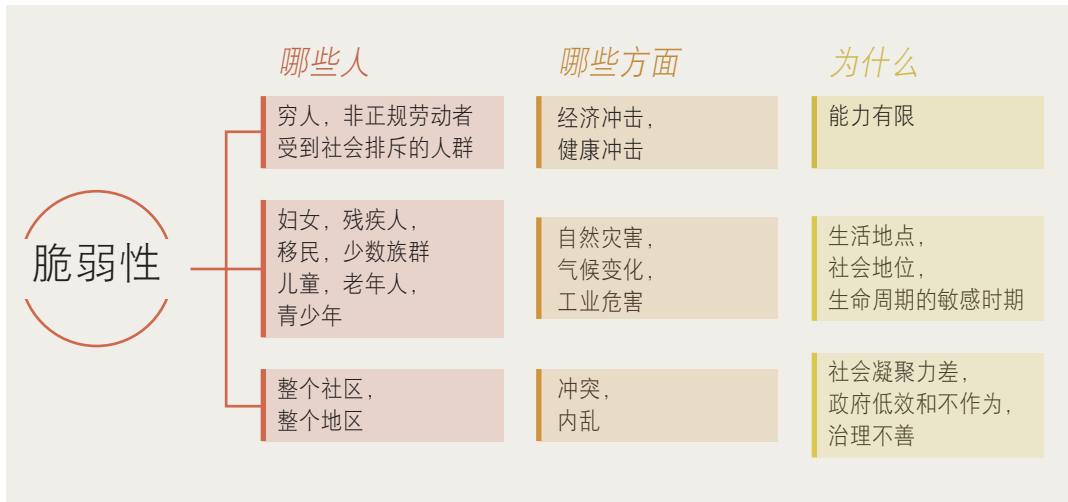 脆弱性
哪些人
哪些方面
为什么
穷人，非正规劳动者
受到社会排斥的人群
经济冲击，
健康冲击
能力有限
妇女，残疾人，
移民，少数族群
儿童，老年人，
青少年
自然灾害，
气候变化，
工业危害
生活地点，
社会地位，
生命周期的敏感时期
整个社区，
整个地区
冲突，
内乱
社会凝聚力差，
政府低效和不作为，
治理不善